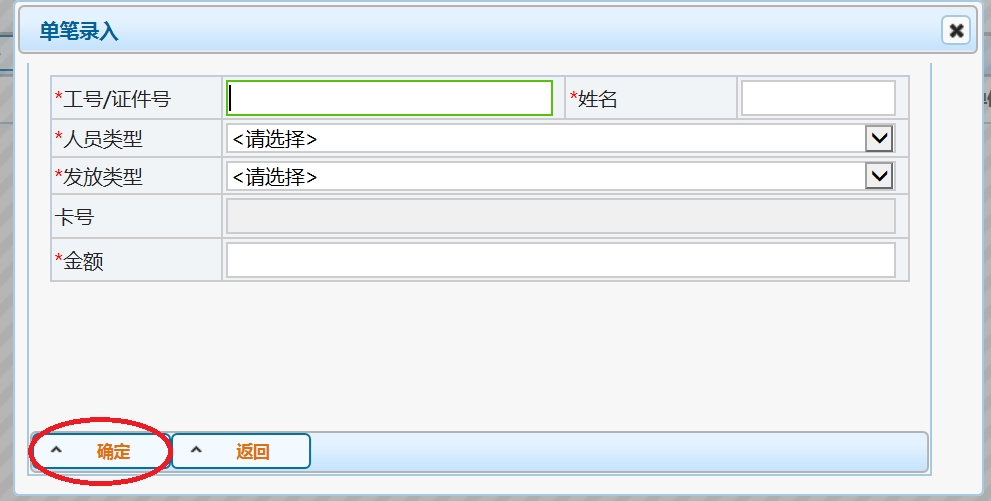 单笔录入
*工号/证件号 *姓名
*人员类型 <请选择>
*发放类型 <请选择>
卡号
*金额
确定 返回